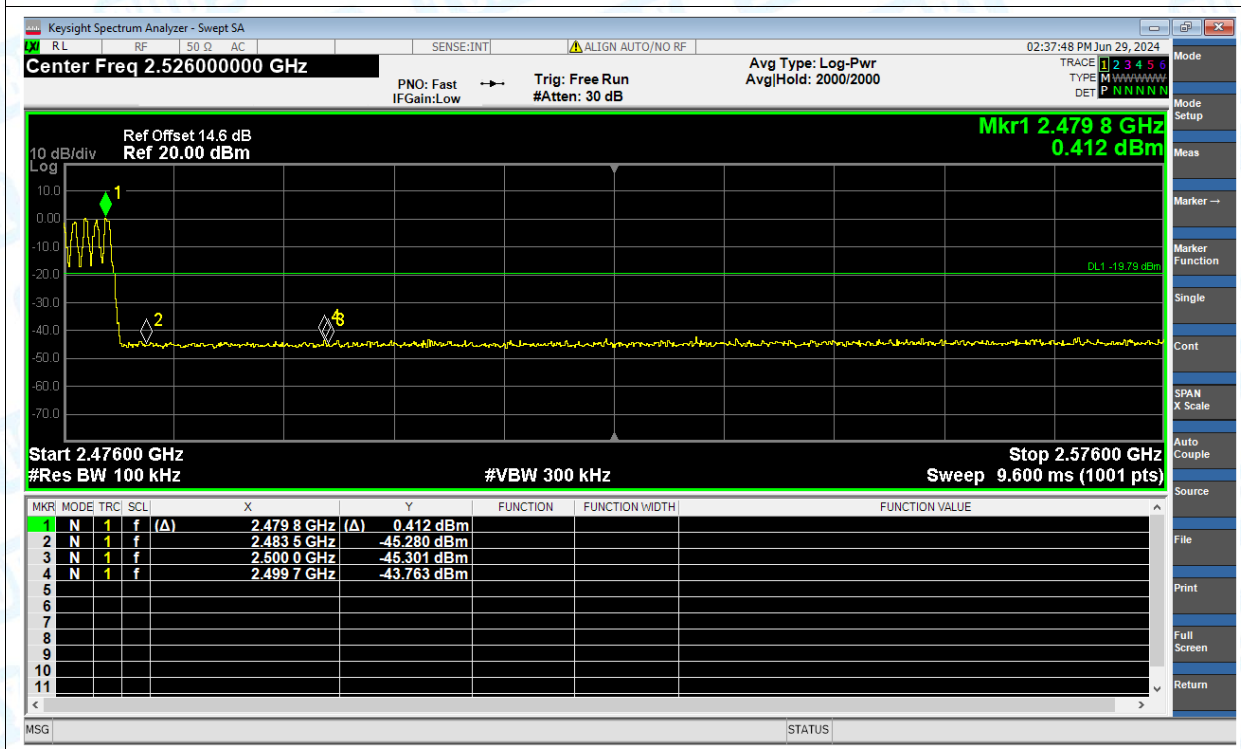 Keysight Spectrum Analyzer - Swept SA
LXI RL RF 50 Ω AC SENSE:INT ALIGN AUTO/NO RF 02:37:48 PM Jun 29, 2024
Center Freq 2.526000000 GHz
PNO: Fast
IFGain:Low
Trig: Free Run
#Atten: 30 dB
Avg Type: Log-Pwr
Avg|Hold: 2000/2000
TRACE 1 2 3 4 5 6
TYPE M WWWWW
DET P N N N N N
Ref Offset 14.6 dB
10 dB/div Ref 20.00 dBm
Log
Mkr1 2.479 8 GHz
0.412 dBm
10.0
0.00
-10.0
-20.0
-30.0
-40.0
-50.0
-60.0
-70.0
1
2
4
3
DL1 -19.79 dBm
Start 2.47600 GHz Stop 2.57600 GHz
#Res BW 100 kHz #VBW 300 kHz Sweep 9.600 ms (1001 pts)
MKR MODE TRC SCL X Y FUNCTION FUNCTION WIDTH FUNCTION VALUE
1 N 1 f (Δ) 2.479 8 GHz (Δ) 0.412 dBm
2 N 1 f 2.483 5 GHz -45.280 dBm
3 N 1 f 2.500 0 GHz -45.301 dBm
4 N 1 f 2.499 7 GHz -43.763 dBm
5
6
7
8
9
10
11
MSG STATUS
Mode
Mode Setup
Meas
Marker →
Marker Function
Single
Cont
SPAN X Scale
Auto Couple
Source
File
Print
Full Screen
Return